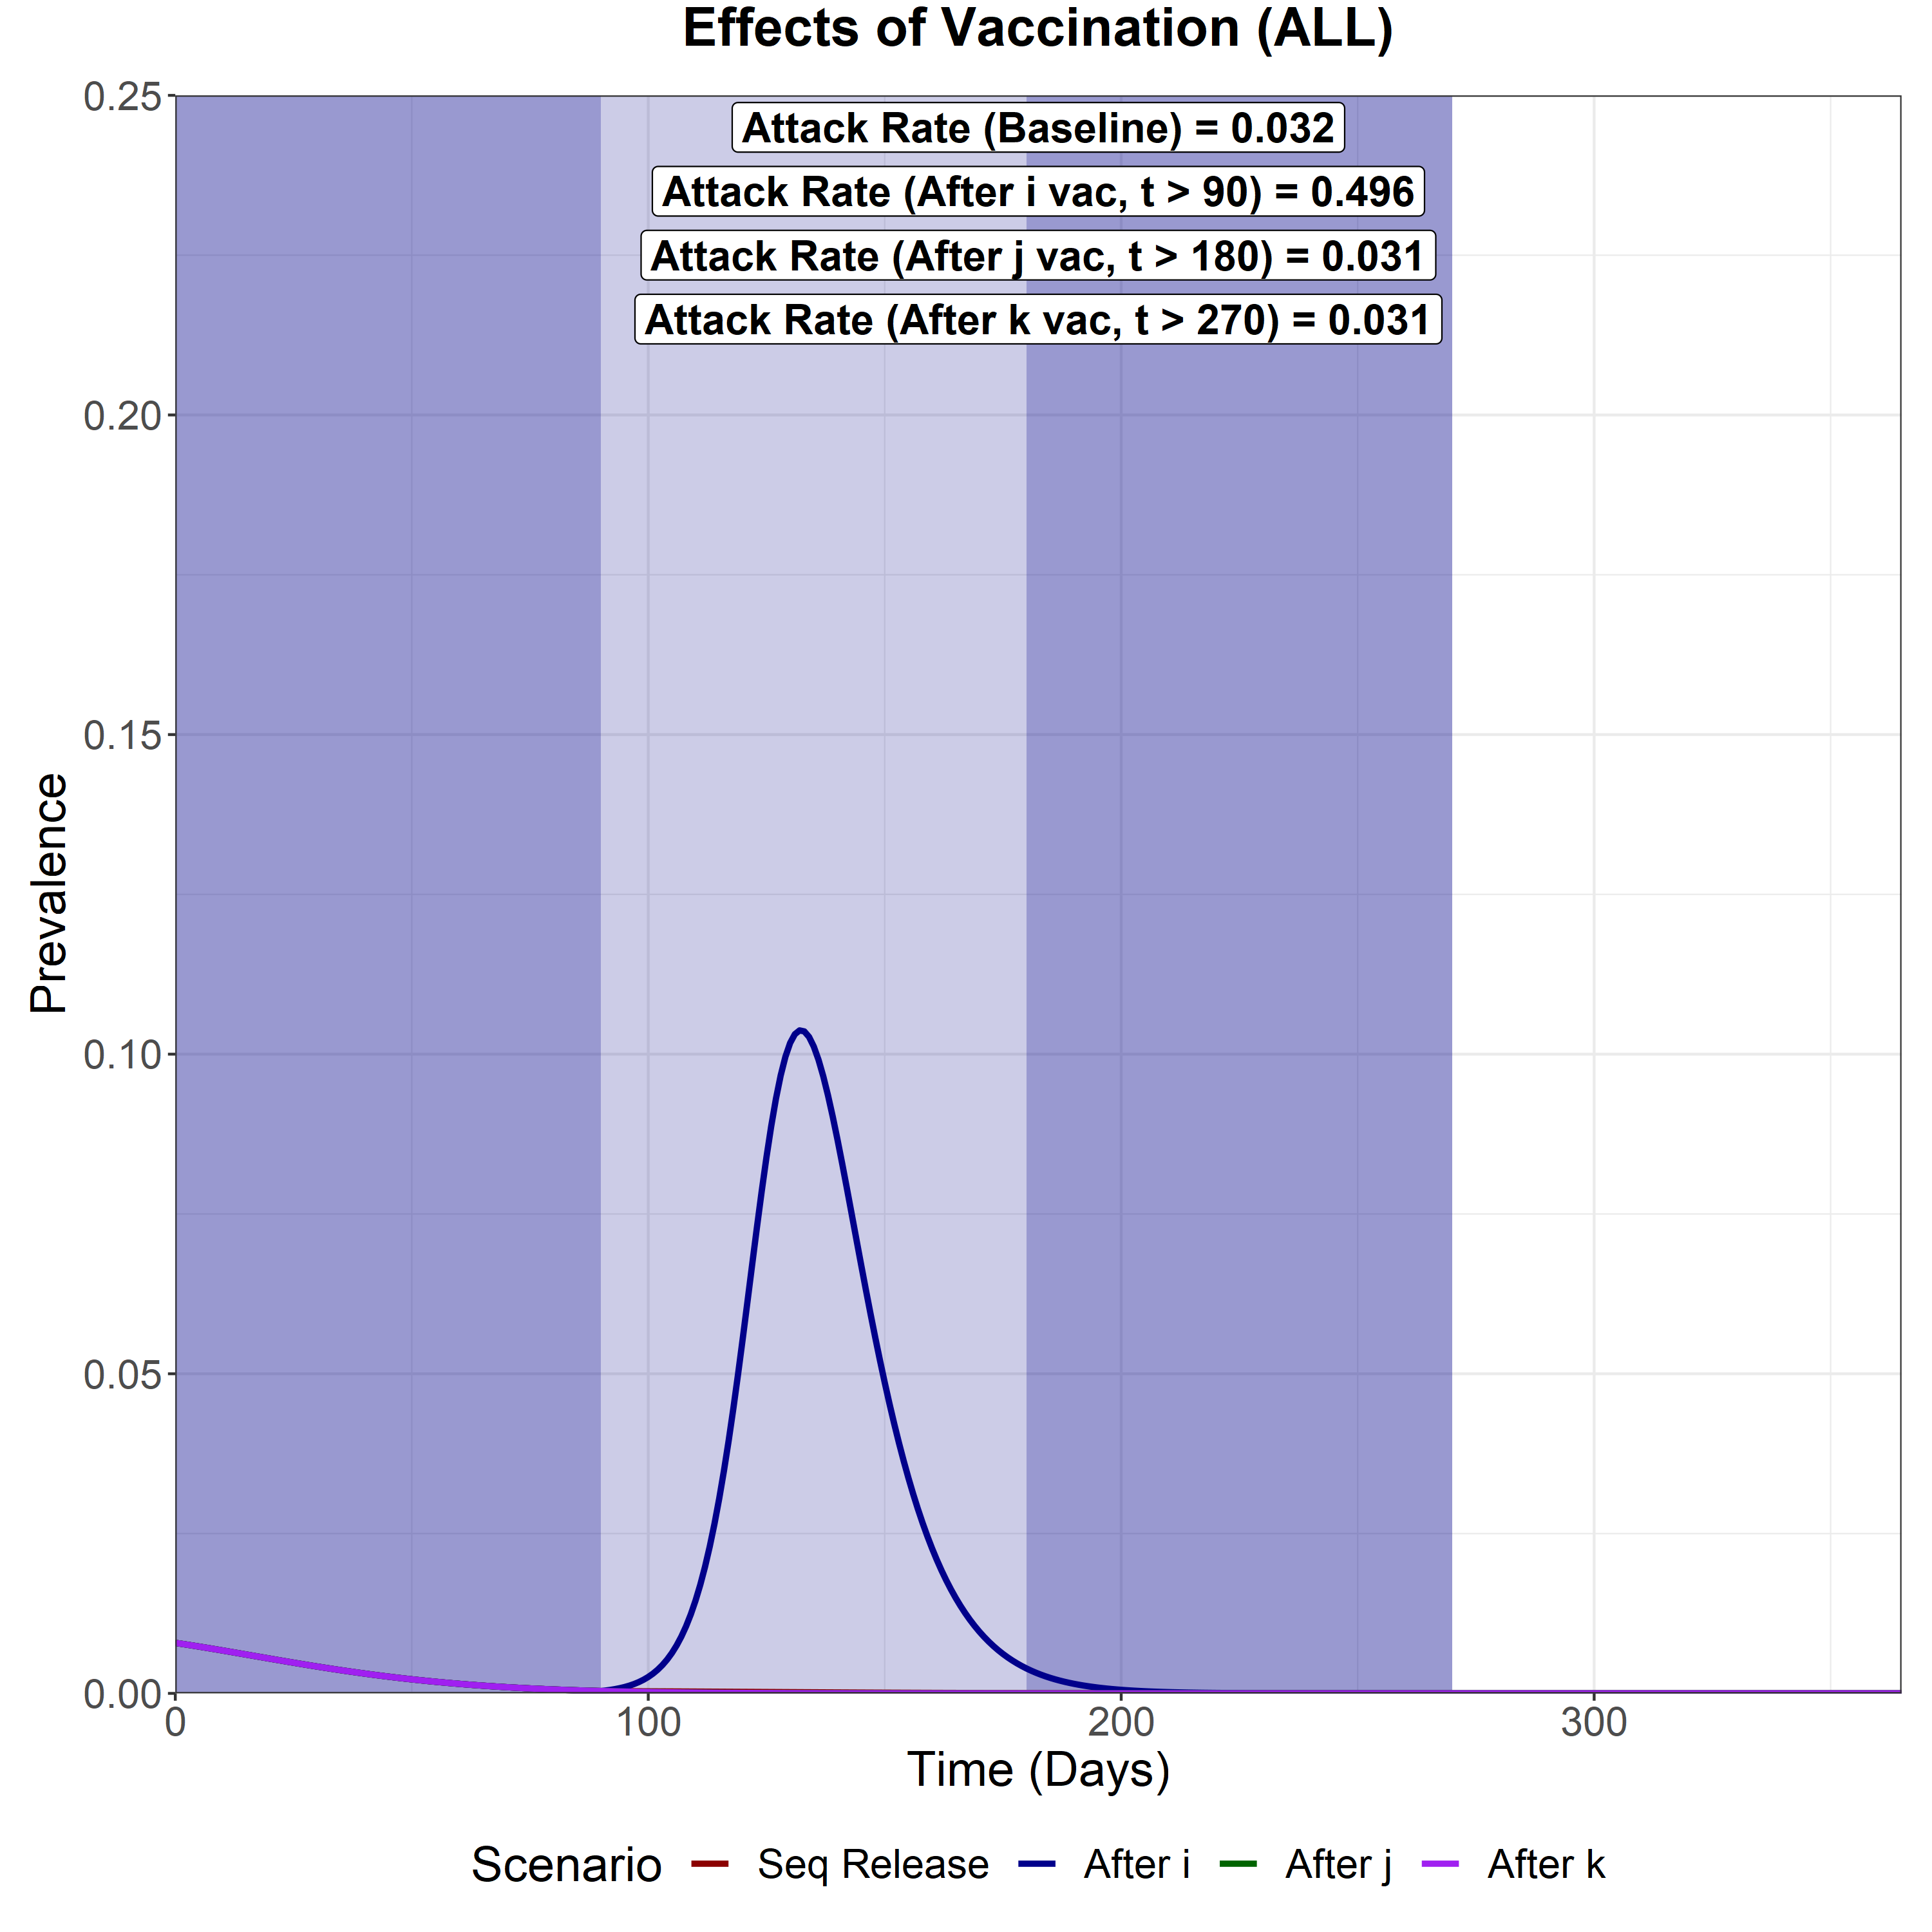 Effects of Vaccination (ALL)
Attack Rate (Baseline) = 0.032
Attack Rate (After i vac, t > 90) = 0.496
Attack Rate (After j vac, t > 180) = 0.031
Attack Rate (After k vac, t > 270) = 0.031
0.25
0.20
0.15
0.10
0.05
0.00
Prevalence
0 100 200 300
Time (Days)
Scenario Seq Release After i After j After k